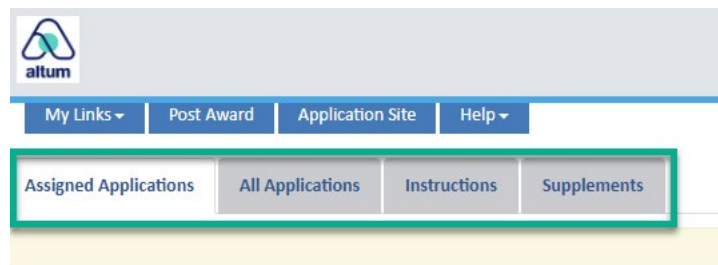 altum
My Links Post Award Application Site Help
Assigned Applications All Applications Instructions Supplements